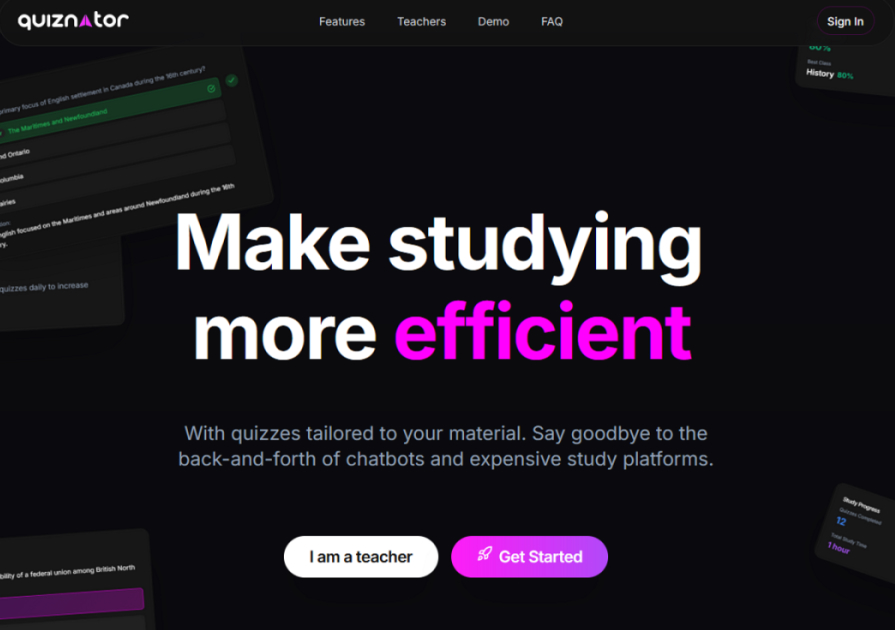 quiznator
Features
Teachers
Demo
FAQ
Sign In
60%
Best Class
History 80%
primary focus of English settlement in Canada during the 16th century?
The Maritimes and Newfoundland
nd Ontario
olumbia
airies
nglish focused on the Maritimes and areas around Newfoundland during the 16th
ry.
quizzes daily to increase
Make studying
more efficient
With quizzes tailored to your material. Say goodbye to the
back-and-forth of chatbots and expensive study platforms.
I am a teacher
Get Started
Study Progress
Quizzes Completed
12
Total Study Time
1 hour
bility of a federal union among British North